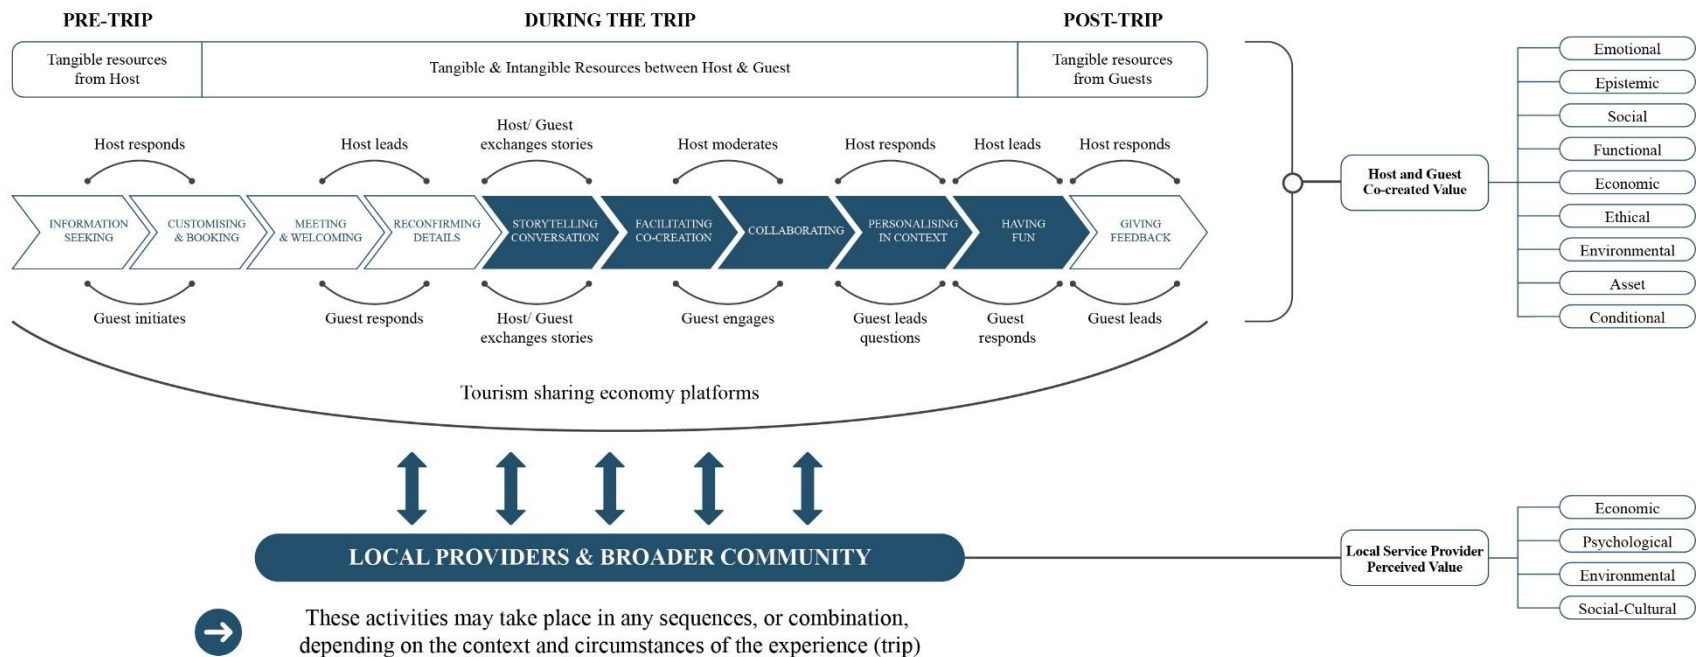 PRE-TRIP
DURING THE TRIP
POST-TRIP
Tangible resources
from Host
Tangible & Intangible Resources between Host & Guest
Tangible resources
from Guests
Host responds
Host leads
Host/ Guest
exchanges stories
Host moderates
Host responds
Host leads
Host responds
INFORMATION
SEEKING
CUSTOMISING
& BOOKING
MEETING
& WELCOMING
RECONFIRMING
DETAILS
STORYTELLING
CONVERSATION
FACILITATING
CO-CREATION
COLLABORATING
PERSONALISING
IN CONTEXT
HAVING
FUN
GIVING
FEEDBACK
Guest initiates
Guest responds
Host/ Guest
exchanges stories
Guest engages
Guest leads
questions
Guest
responds
Guest leads
Tourism sharing economy platforms
Host and Guest
Co-created Value
Emotional
Epistemic
Social
Functional
Economic
Ethical
Environmental
Asset
Conditional
LOCAL PROVIDERS & BROADER COMMUNITY
Local Service Provider
Perceived Value
Economic
Psychological
Environmental
Social-Cultural
These activities may take place in any sequences, or combination,
depending on the context and circumstances of the experience (trip)